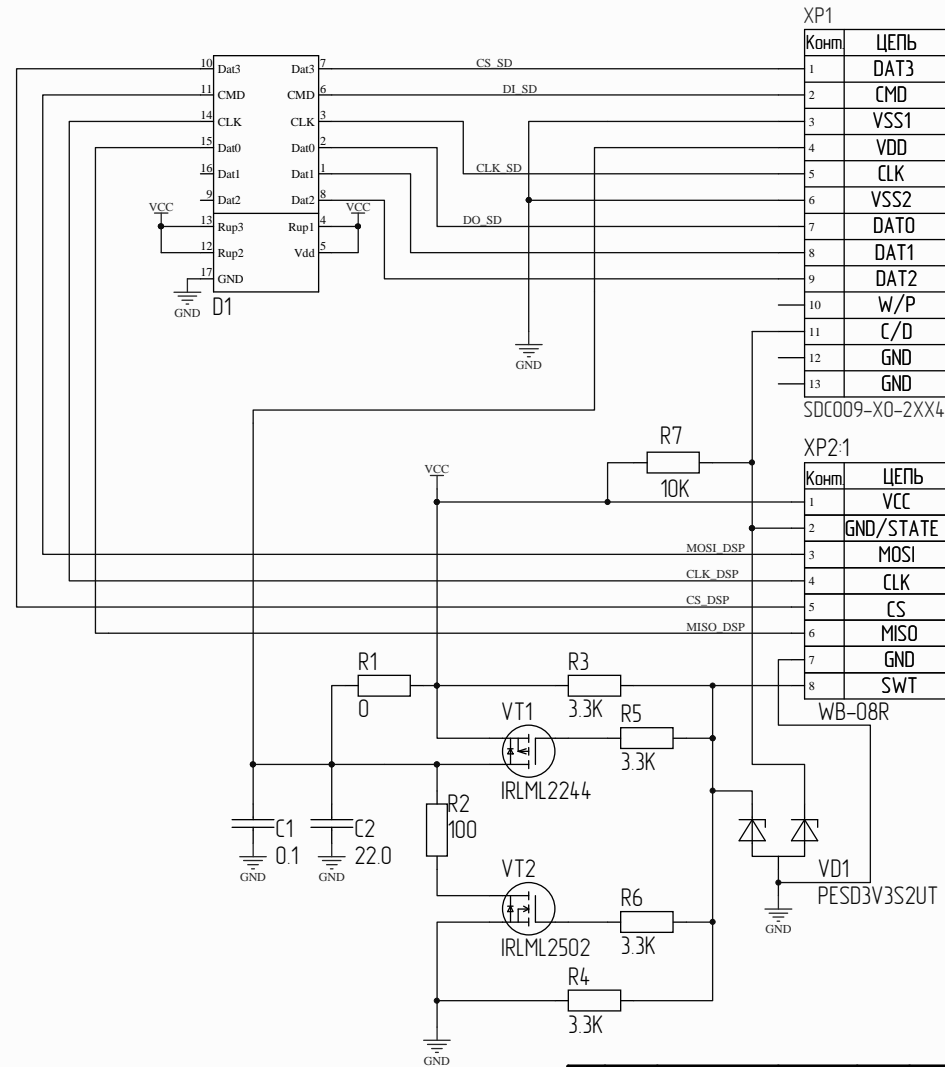 XP1
Конт. ЦЕПЬ
1 DAT3
2 CMD
3 VSS1
4 VDD
5 CLK
6 VSS2
7 DAT0
8 DAT1
9 DAT2
10 W/P
11 C/D
12 GND
13 GND
SDC009-X0-2XX4
10 Dat3 Dat3 7 CS_SD
11 CMD CMD 6 DI_SD
14 CLK CLK 3 CLK_SD
15 Dat0 Dat0 2 DO_SD
16 Dat1 Dat1 1
9 Dat2 Dat2 8
VCC VCC
13 Rup3 Rup1 4
12 Rup2 Vdd 5
17 GND
GND D1
GND
XP2:1
Конт. ЦЕПЬ
1 VCC
2 GND/STATE
3 MOSI
4 CLK
5 CS
6 MISO
7 GND
8 SWT
WB-08R
R7
10K
VCC
MOSI_DSP
CLK_DSP
CS_DSP
MISO_DSP
R1
0
R3
3.3K
VT1
IRLML2244
R5
3.3K
R2
100
C1
0.1
GND
C2
22.0
GND
VT2
IRLML2502
R6
3.3K
VD1
PESD3V3S2UT
GND
R4
3.3K
GND